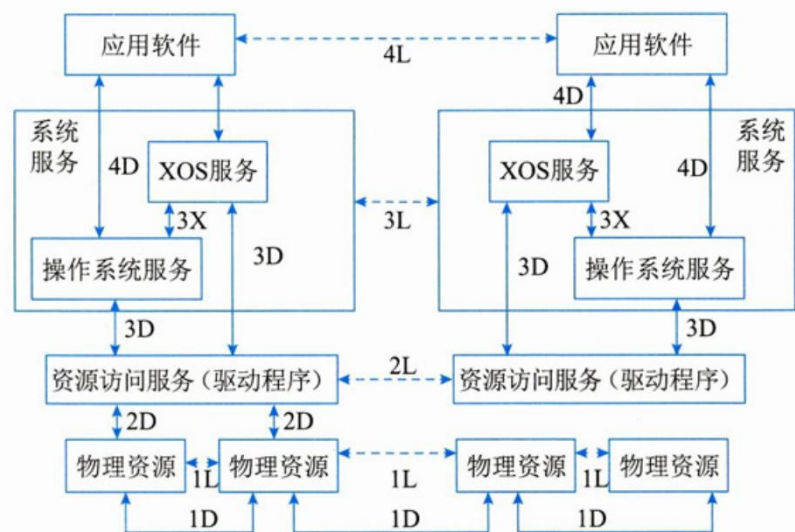 应用软件
4L
应用软件
4D
系统
服务
XOS服务
4D
3X
3D
操作系统服务
3D
3L
系统
服务
XOS服务
4D
3X
3D
操作系统服务
3D
资源访问服务（驱动程序）
2L
资源访问服务（驱动程序）
2D
2D
物理资源
1L
物理资源
1L
物理资源
1L
物理资源
1D
1D
1D